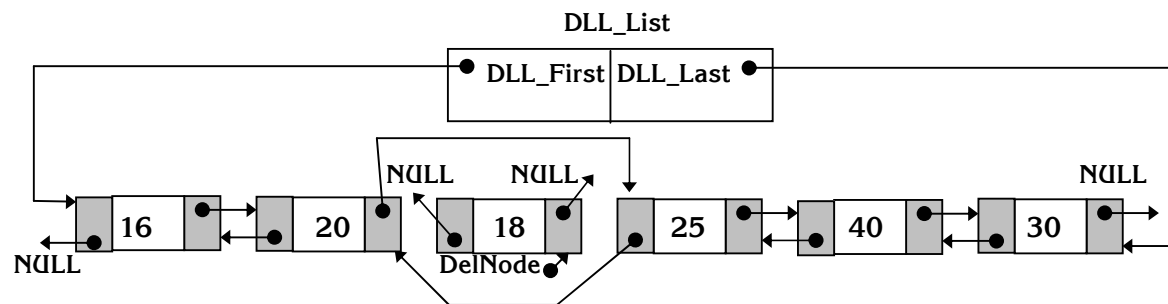 DLL_List
DLL_First DLL_Last
NULL NULL NULL
16 20 18 25 40 30
NULL DelNode